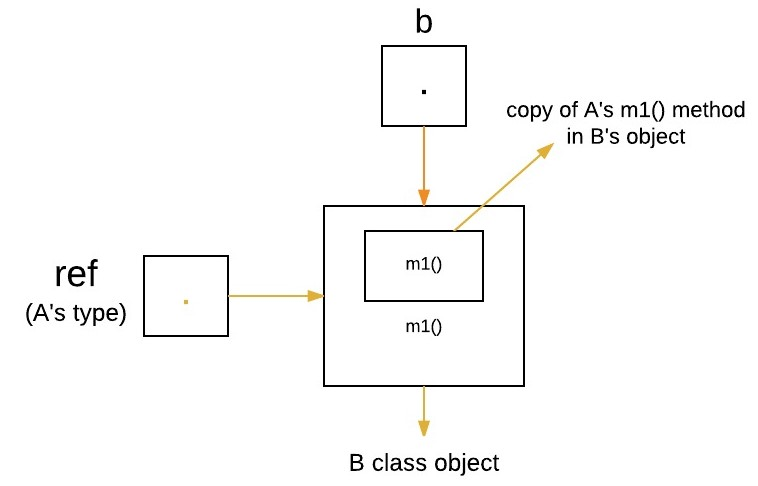 b
copy of A's m1() method
in B's object
m1()
ref
(A's type)
m1()
B class object